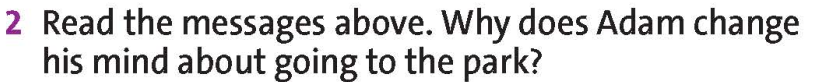 2 Read the messages above. Why does Adam change
his mind about going to the park?